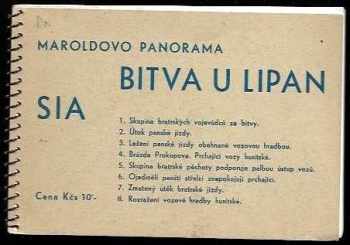 MAROLDOVO PANORAMA
BITVA U LIPAN
SIA
1. Skupina bratrských vojevůdců za bitvy.
2. Útok panské jízdy.
3. Ležení panské jízdy obehnané vozovou hradbou.
4. Brázda Prokopova. Prchající vozy husitské.
5. Skupina bratrské pěchoty podporuje palbou ústup vozů.
6. Ojedinělí panští střelci znepokojují prchající.
7. Zmatený útěk bratrské jízdy.
8. Roztažení vozové hradby husitské.
Cena Kčs 10·-